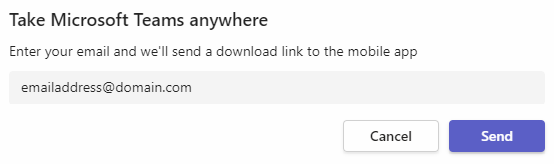 Take Microsoft Teams anywhere
Enter your email and we'll send a download link to the mobile app
emailaddress@domain.com
Cancel
Send